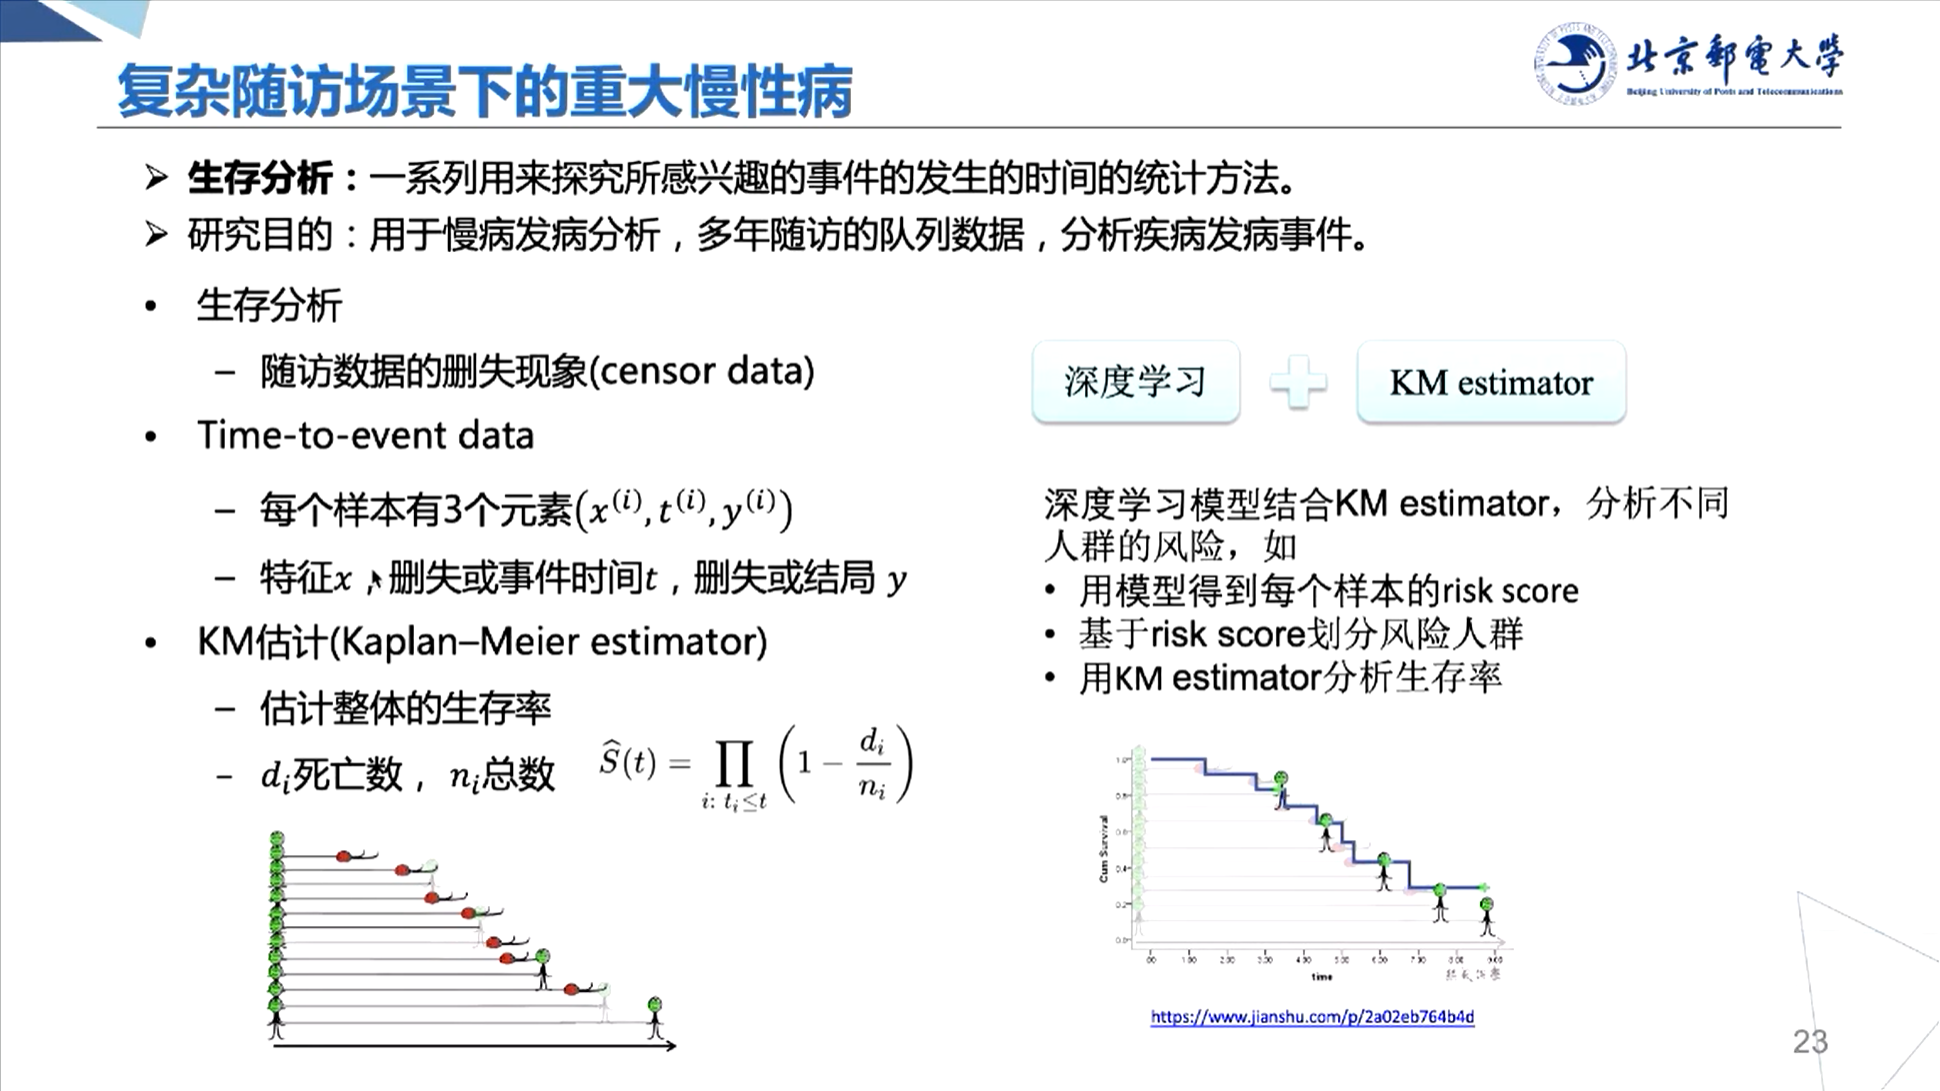 复杂随访场景下的重大慢性病
北京郵電大學
Beijing University of Posts and Telecommunications
➢ 生存分析：一系列用来探究所感兴趣的事件的发生的时间的统计方法。
➢ 研究目的：用于慢病发病分析，多年随访的队列数据，分析疾病发病事件。
• 生存分析
– 随访数据的删失现象(censor data)
• Time-to-event data
– 每个样本有3个元素(x^(i), t^(i), y^(i))
– 特征x，删失或事件时间t，删失或结局 y
• KM估计(Kaplan–Meier estimator)
– 估计整体的生存率
– d_i死亡数， n_i总数
Ŝ(t) = ∏_{i: t_i≤t} (1 − d_i/n_i)
深度学习
KM estimator
深度学习模型结合KM estimator，分析不同
人群的风险，如
• 用模型得到每个样本的risk score
• 基于risk score划分风险人群
• 用KM estimator分析生存率
Cum Survival
1.0
0.8
0.6
0.4
0.2
0.0
.00 1.00 2.00 3.00 4.00 5.00 6.00 7.00 8.00 9.00
time
https://www.jianshu.com/p/2a02eb764b4d
23